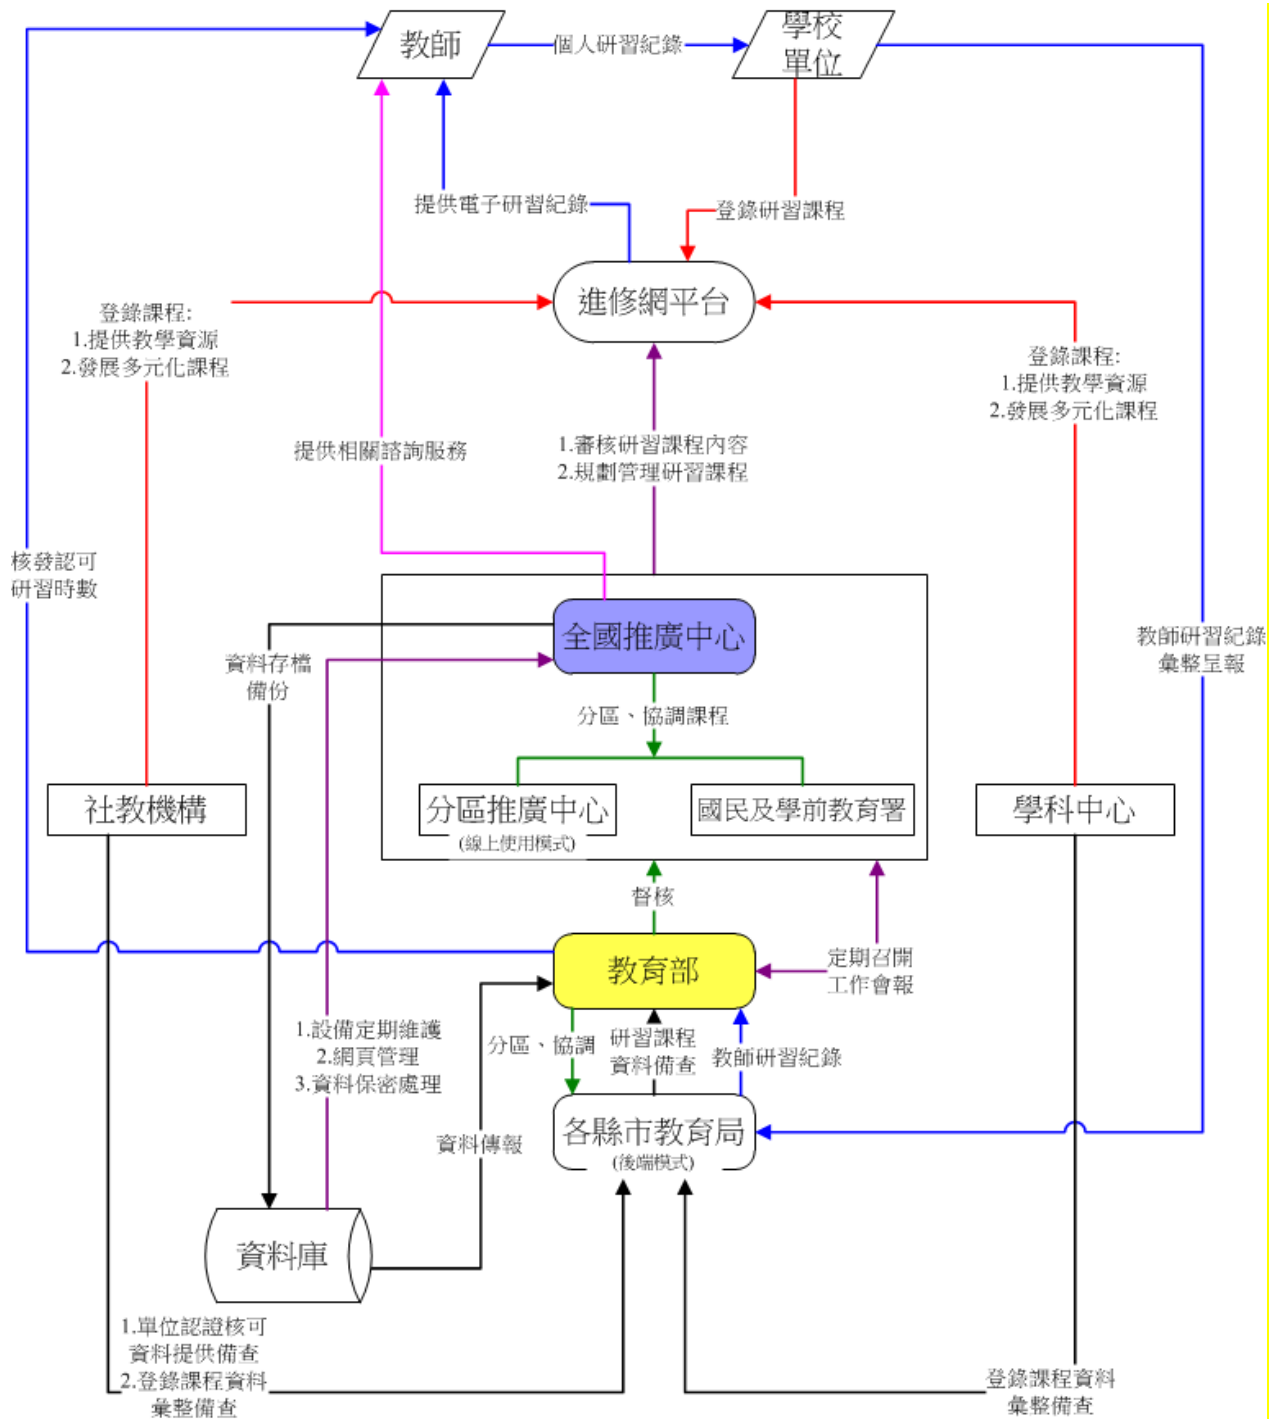 教師
個人研習紀錄
學校
單位
提供電子研習紀錄
登錄研習課程
進修網平台
登錄課程:
1.提供教學資源
2.發展多元化課程
登錄課程:
1.提供教學資源
2.發展多元化課程
提供相關諮詢服務
1.審核研習課程內容
2.規劃管理研習課程
核發認可
研習時數
全國推廣中心
資料存檔
備份
教師研習紀錄
彙整呈報
分區、協調課程
社教機構
分區推廣中心
(線上使用模式)
國民及學前教育署
學科中心
督核
教育部
定期召開
工作會報
1.設備定期維護
2.網頁管理
3.資料保密處理
分區、協調
研習課程
資料備查
教師研習紀錄
資料傳報
各縣市教育局
(後端模式)
資料庫
1.單位認證核可
資料提供備查
2.登錄課程資料
彙整備查
登錄課程資料
彙整備查